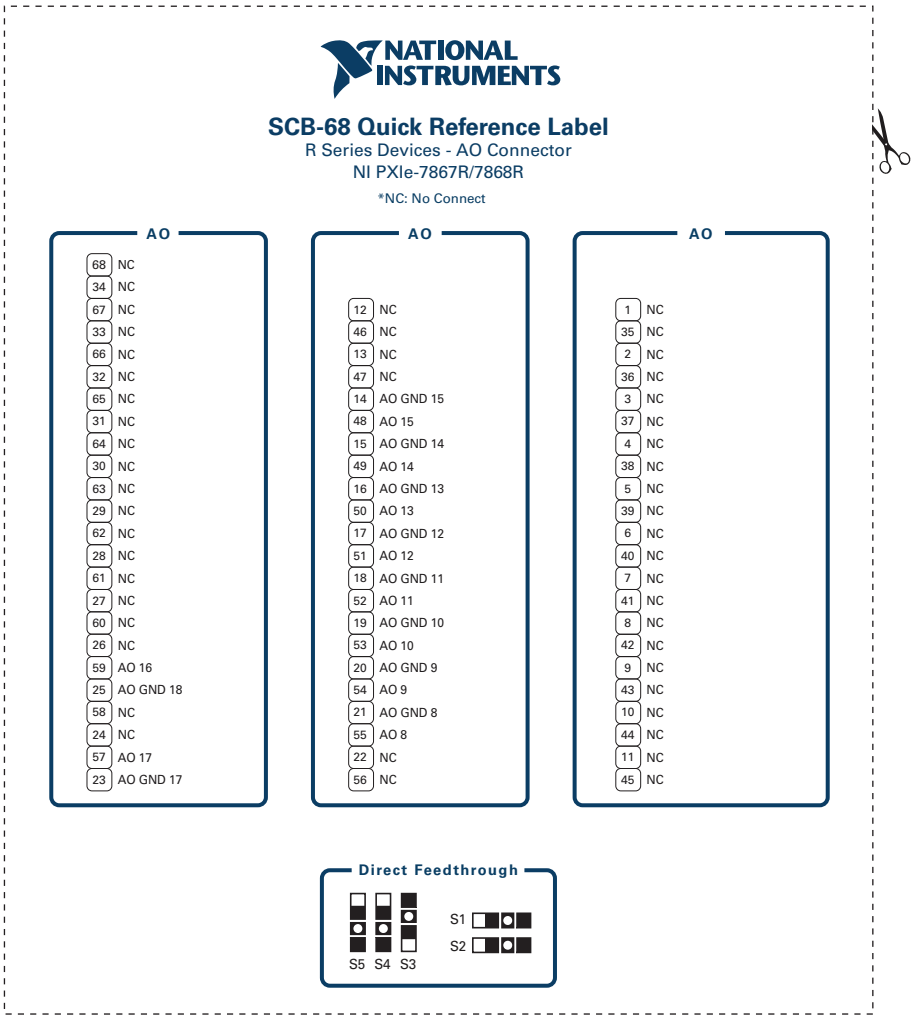 NATIONAL
INSTRUMENTS
SCB-68 Quick Reference Label
R Series Devices - AO Connector
NI PXIe-7867R/7868R
*NC: No Connect
AO
68 NC
34 NC
67 NC
33 NC
66 NC
32 NC
65 NC
31 NC
64 NC
30 NC
63 NC
29 NC
62 NC
28 NC
61 NC
27 NC
60 NC
26 NC
59 AO 16
25 AO GND 18
58 NC
24 NC
57 AO 17
23 AO GND 17
AO
12 NC
46 NC
13 NC
47 NC
14 AO GND 15
48 AO 15
15 AO GND 14
49 AO 14
16 AO GND 13
50 AO 13
17 AO GND 12
51 AO 12
18 AO GND 11
52 AO 11
19 AO GND 10
53 AO 10
20 AO GND 9
54 AO 9
21 AO GND 8
55 AO 8
22 NC
56 NC
AO
1 NC
35 NC
2 NC
36 NC
3 NC
37 NC
4 NC
38 NC
5 NC
39 NC
6 NC
40 NC
7 NC
41 NC
8 NC
42 NC
9 NC
43 NC
10 NC
44 NC
11 NC
45 NC
Direct Feedthrough
S5 S4 S3
S1
S2